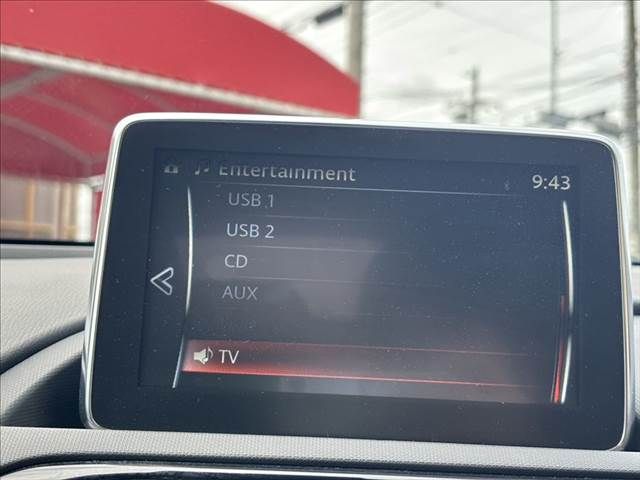 Entertainment
9:43
USB 1
USB 2
CD
AUX
TV